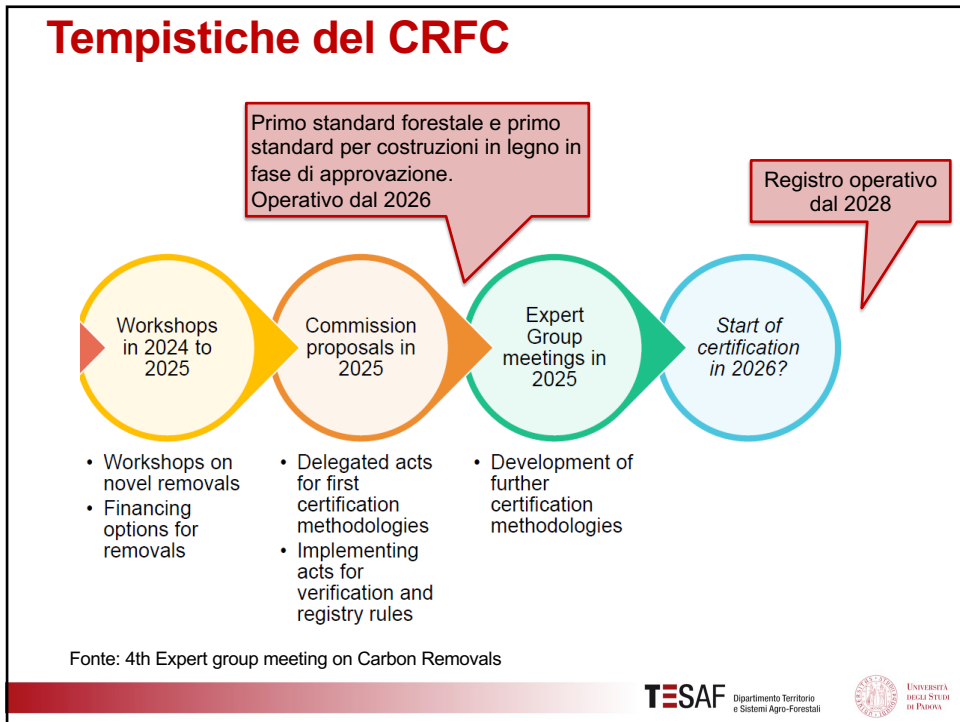 Tempistiche del CRFC
Primo standard forestale e primo
standard per costruzioni in legno in
fase di approvazione.
Operativo dal 2026
Registro operativo
dal 2028
Workshops
in 2024 to
2025
Commission
proposals in
2025
Expert
Group
meetings in
2025
Start of
certification
in 2026?
• Workshops on
novel removals
• Financing
options for
removals
• Delegated acts
for first
certification
methodologies
• Implementing
acts for
verification and
registry rules
• Development of
further
certification
methodologies
Fonte: 4th Expert group meeting on Carbon Removals
TESAF Dipartimento Territorio
e Sistemi Agro-Forestali
UNIVERSITÀ
DEGLI STUDI
DI PADOVA